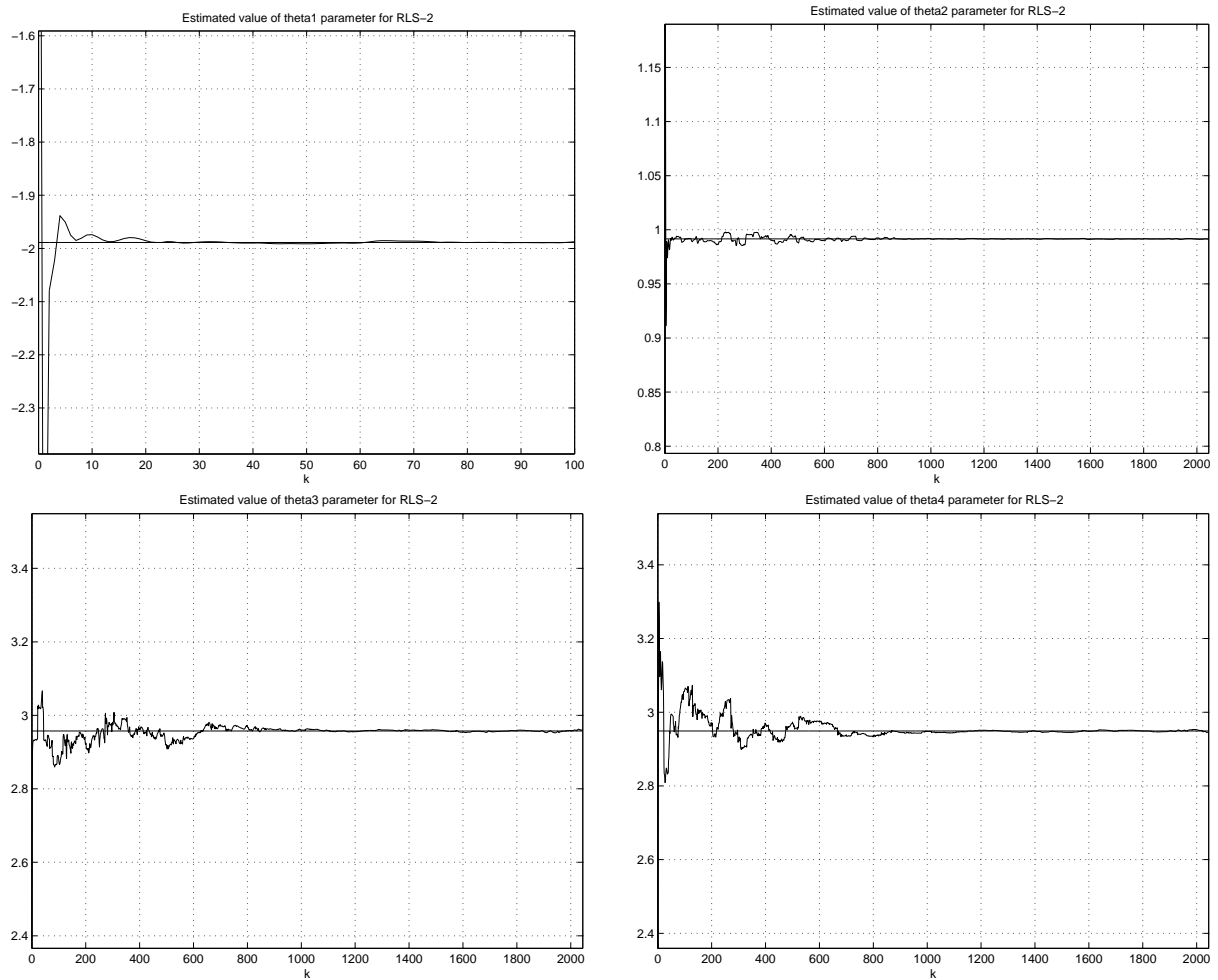 Estimated value of theta1 parameter for RLS−2
−1.6
−1.7
−1.8
−1.9
−2
−2.1
−2.2
−2.3
0 10 20 30 40 50 60 70 80 90 100
k
Estimated value of theta2 parameter for RLS−2
1.15
1.1
1.05
1
0.95
0.9
0.85
0.8
0 200 400 600 800 1000 1200 1400 1600 1800 2000
k
Estimated value of theta3 parameter for RLS−2
3.4
3.2
3
2.8
2.6
2.4
0 200 400 600 800 1000 1200 1400 1600 1800 2000
k
Estimated value of theta4 parameter for RLS−2
3.4
3.2
3
2.8
2.6
2.4
0 200 400 600 800 1000 1200 1400 1600 1800 2000
k